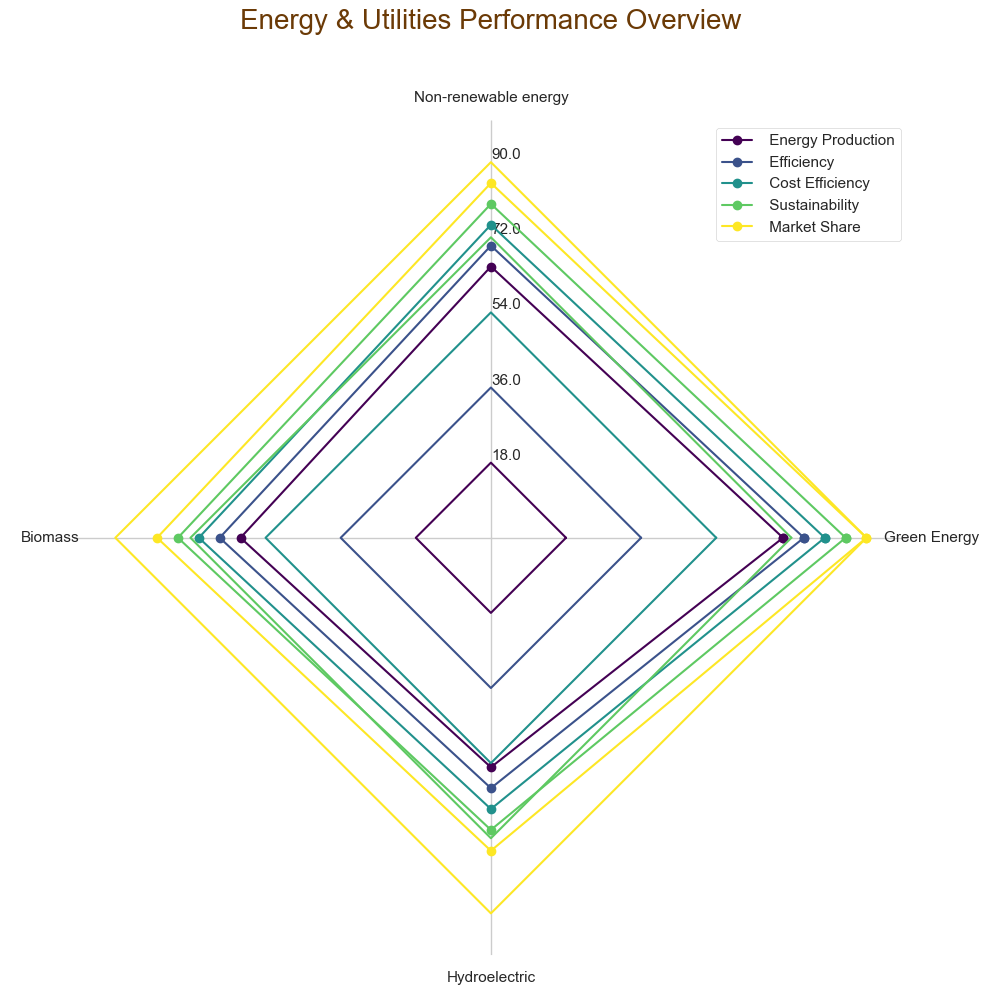 Energy & Utilities Performance Overview
Non-renewable energy
Energy Production
Efficiency
Cost Efficiency
Sustainability
Market Share
90.0
72.0
54.0
36.0
18.0
Biomass
Green Energy
Hydroelectric